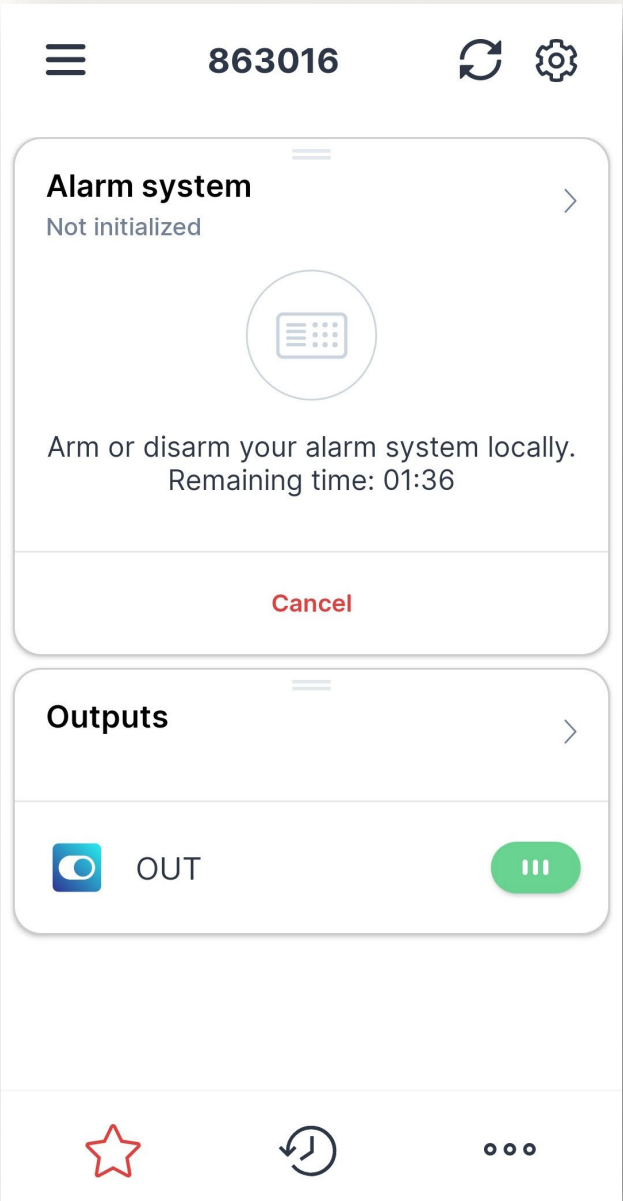 863016
Alarm system
Not initialized
Arm or disarm your alarm system locally.
Remaining time: 01:36
Cancel
Outputs
OUT